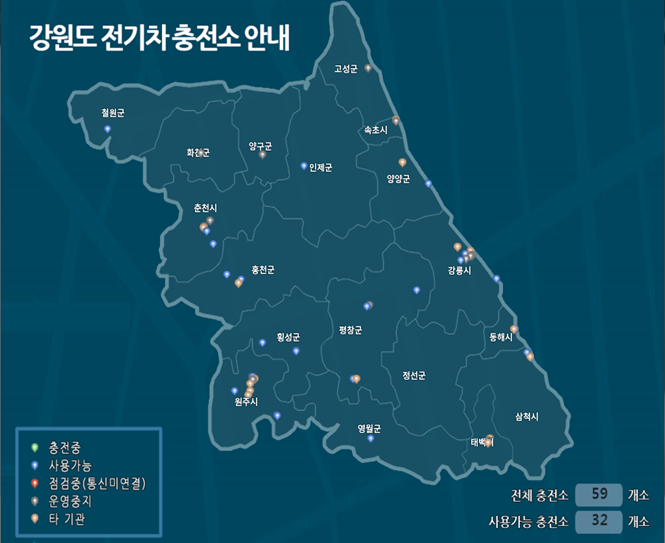 강원도 전기차 충전소 안내
고성군
철원군
속초시
화천군
양구군
인제군
양양군
춘천시
홍천군
강릉시
횡성군
평창군
동해시
정선군
원주시
삼척시
영월군
태백시
충전중
사용가능
점검중(통신미연결)
운영중지
타 기관
전체 충전소 59 개소
사용가능 충전소 32 개소